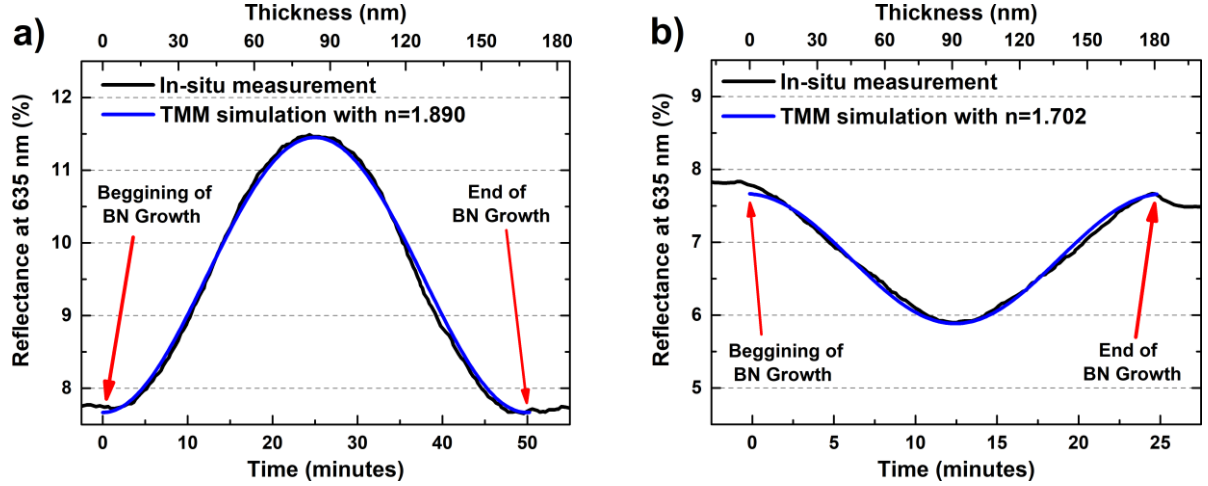 a)
Thickness (nm)
0 30 60 90 120 150 180
In-situ measurement
TMM simulation with n=1.890
Reflectance at 635 nm (%)
12
11
10
9
8
Beggining of
BN Growth
End of
BN Growth
0 10 20 30 40 50
Time (minutes)
b)
Thickness (nm)
0 30 60 90 120 150 180
In-situ measurement
TMM simulation with n=1.702
Reflectance at 635 nm (%)
9
8
7
6
5
Beggining of
BN Growth
End of
BN Growth
0 5 10 15 20 25
Time (minutes)